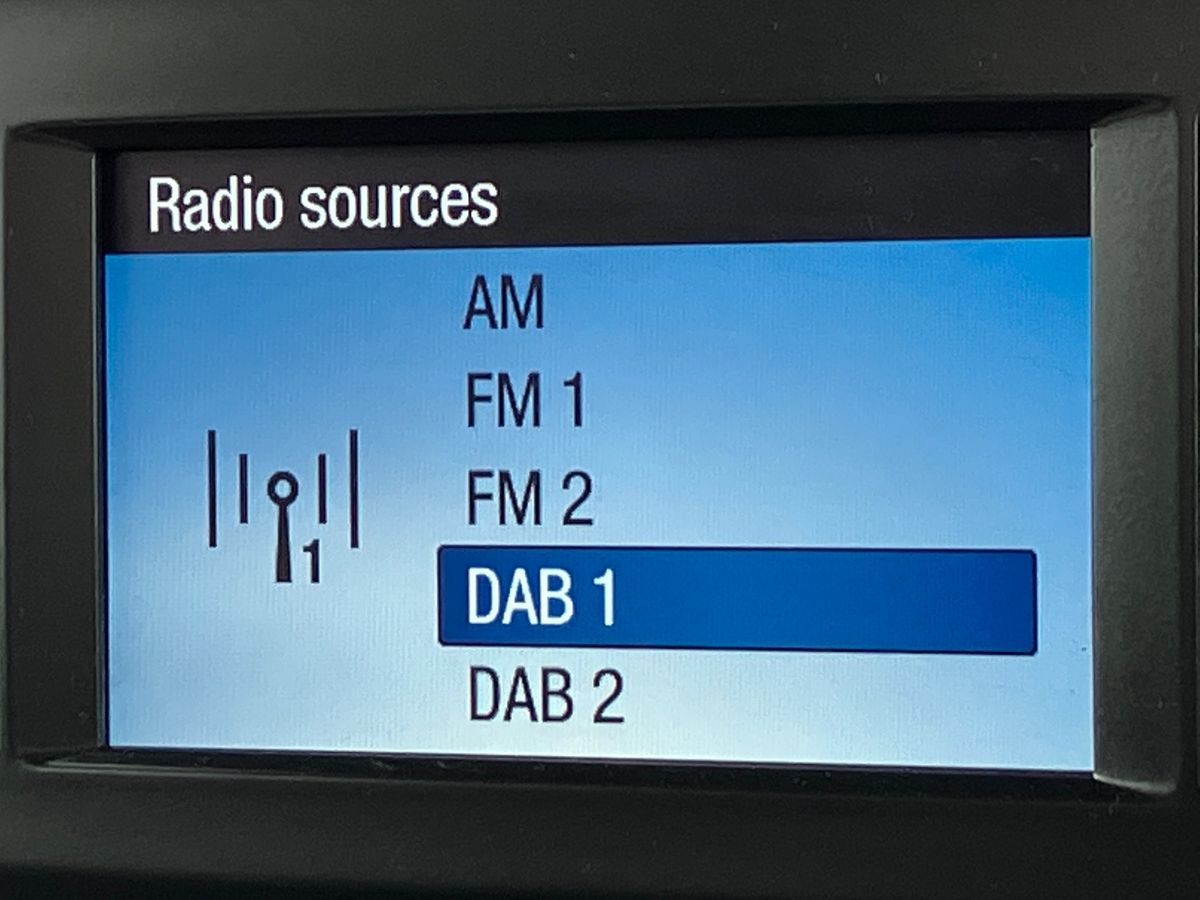 Radio sources
AM
FM 1
FM 2
1
DAB 1
DAB 2